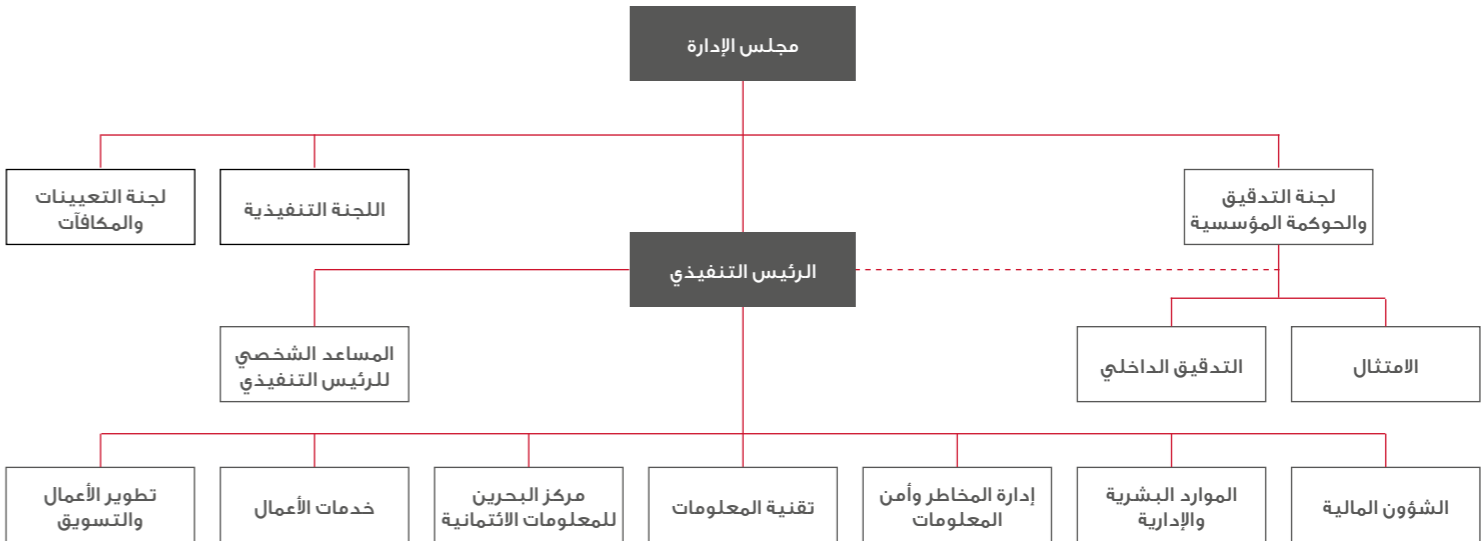 مجلس الإدارة
لجنة التدقيق
والحوكمة المؤسسية
اللجنة التنفيذية
لجنة التعيينات
والمكافآت
الرئيس التنفيذي
الامتثال
التدقيق الداخلي
المساعد الشخصي
للرئيس التنفيذي
الشؤون المالية
الموارد البشرية
والإدارية
إدارة المخاطر وأمن
المعلومات
تقنية المعلومات
مركز البحرين
للمعلومات الائتمانية
خدمات الأعمال
تطوير الأعمال
والتسويق